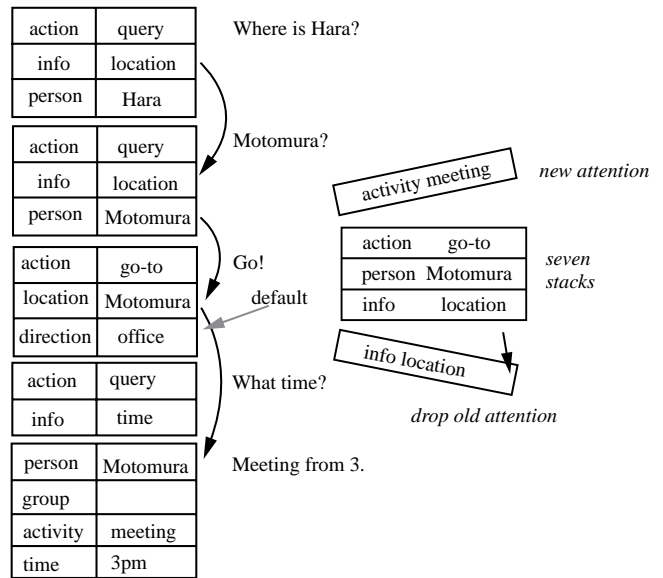 action query
info location
person Hara
Where is Hara?
action query
info location
person Motomura
Motomura?
action go-to
location Motomura
direction office
Go!
default
action query
info time
What time?
person Motomura
group
activity meeting
time 3pm
Meeting from 3.
activity meeting
new attention
action go-to
person Motomura
info location
seven
stacks
info location
drop old attention